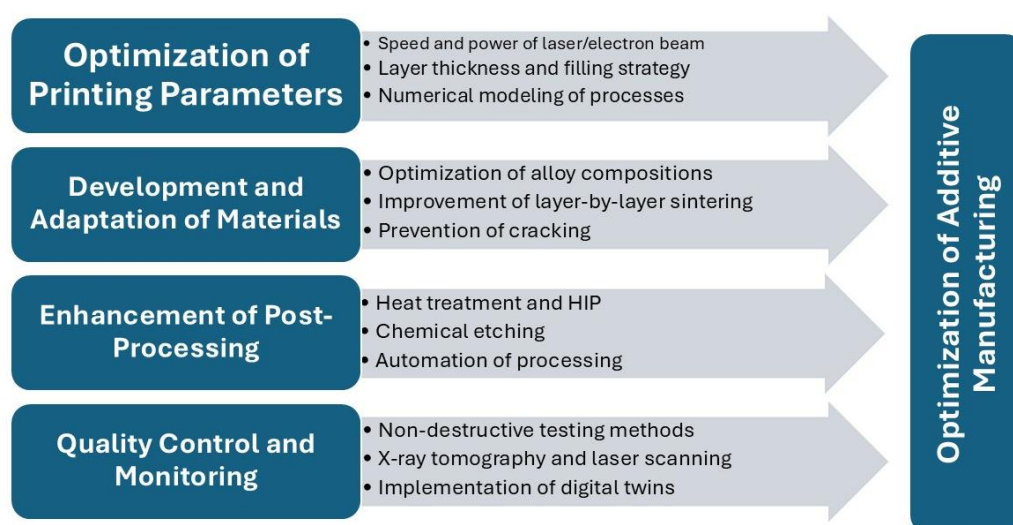 Optimization of
Printing Parameters
• Speed and power of laser/electron beam
• Layer thickness and filling strategy
• Numerical modeling of processes
Development and
Adaptation of Materials
• Optimization of alloy compositions
• Improvement of layer-by-layer sintering
• Prevention of cracking
Enhancement of Post-
Processing
• Heat treatment and HIP
• Chemical etching
• Automation of processing
Quality Control and
Monitoring
• Non-destructive testing methods
• X-ray tomography and laser scanning
• Implementation of digital twins
Optimization of Additive
Manufacturing